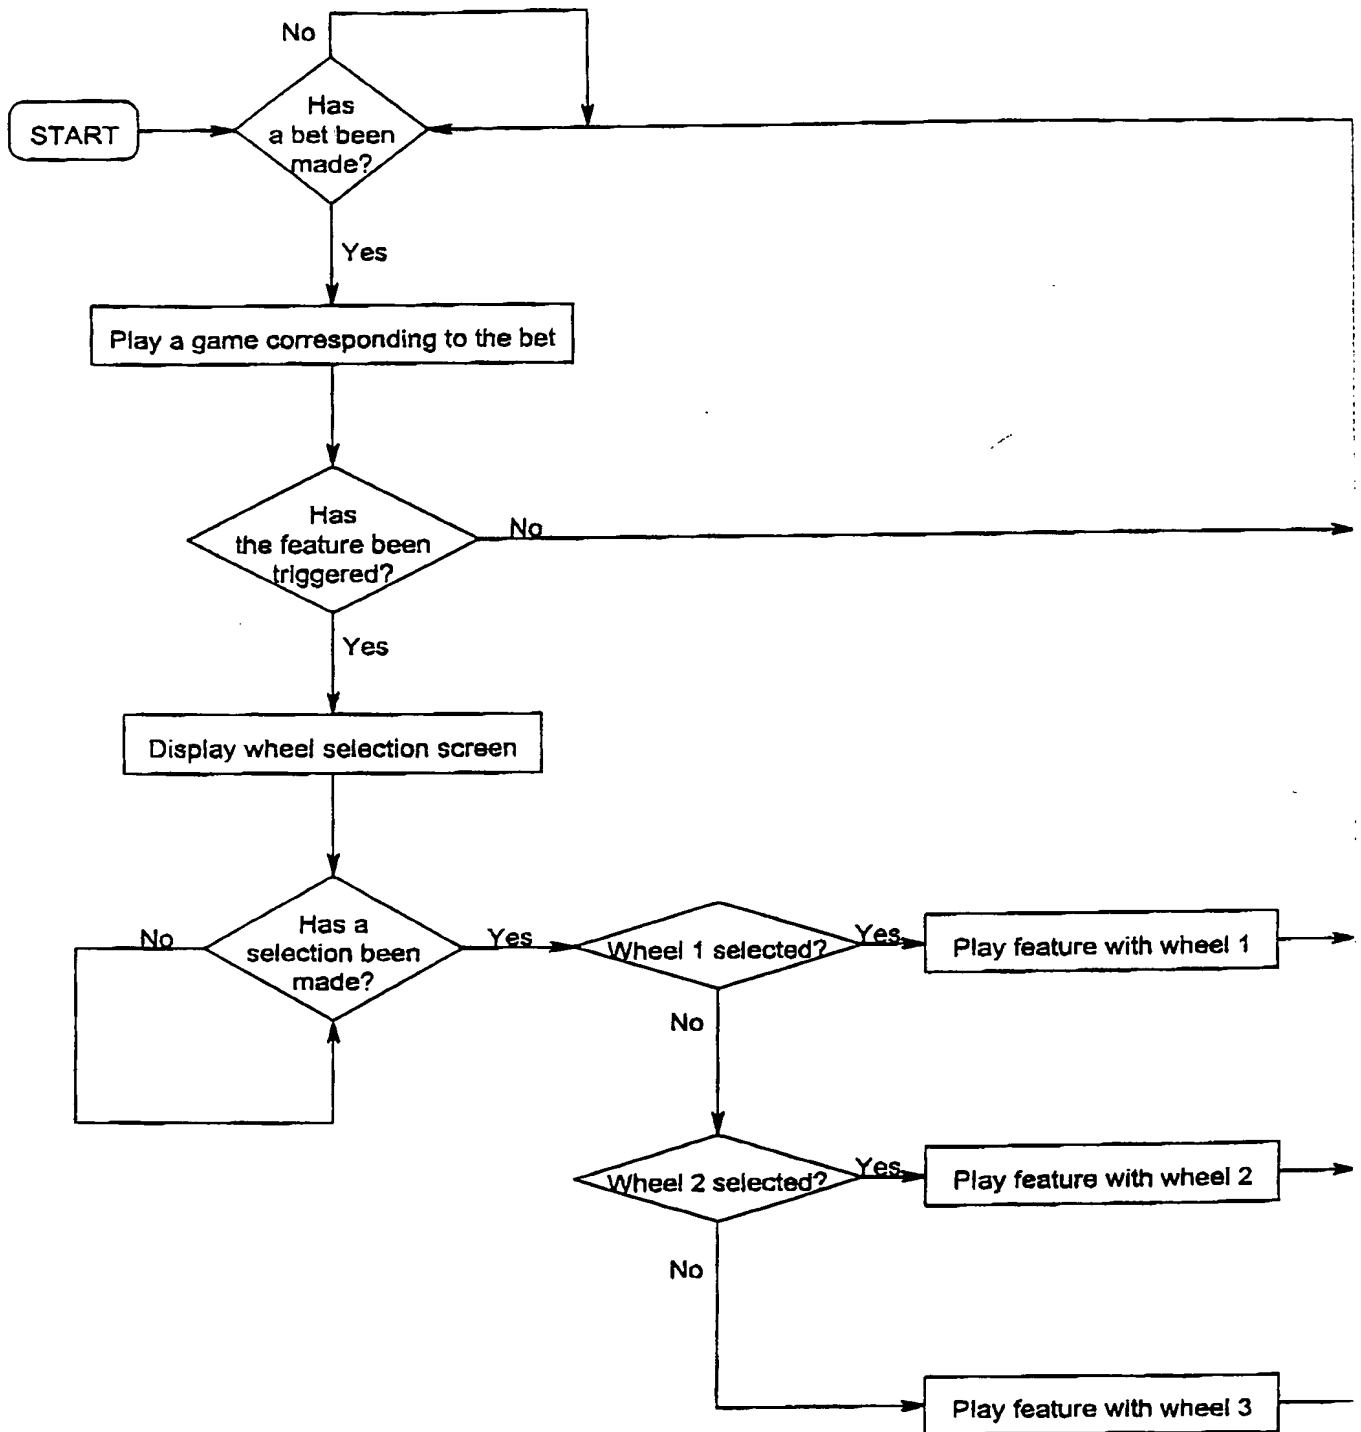 No
START
Has
a bet been
made?
Yes
Play a game corresponding to the bet
Has
the feature been
triggered?
No
Yes
Display wheel selection screen
No
Has a
selection been
made?
Yes
Wheel 1 selected?
Yes
Play feature with wheel 1
No
Wheel 2 selected?
Yes
Play feature with wheel 2
No
Play feature with wheel 3